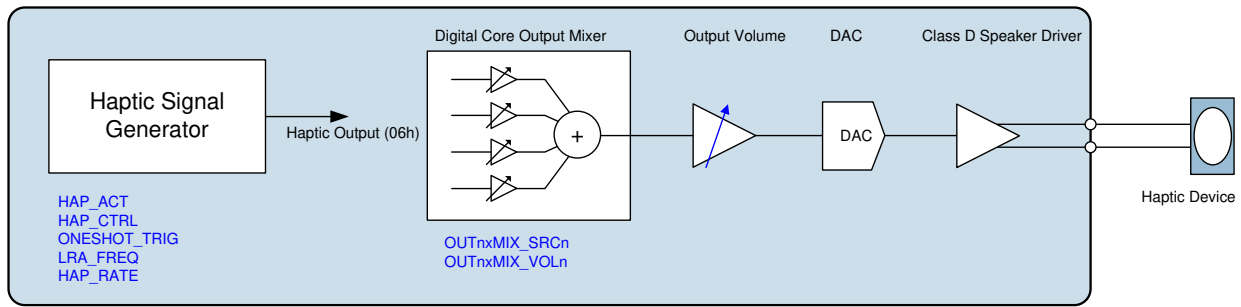 Digital Core Output Mixer
Output Volume
DAC
Class D Speaker Driver
Haptic Signal
Generator
Haptic Output (06h)
+
DAC
Haptic Device
HAP_ACT
HAP_CTRL
ONESHOT_TRIG
LRA_FREQ
HAP_RATE
OUTnxMIX_SRCn
OUTnxMIX_VOLn